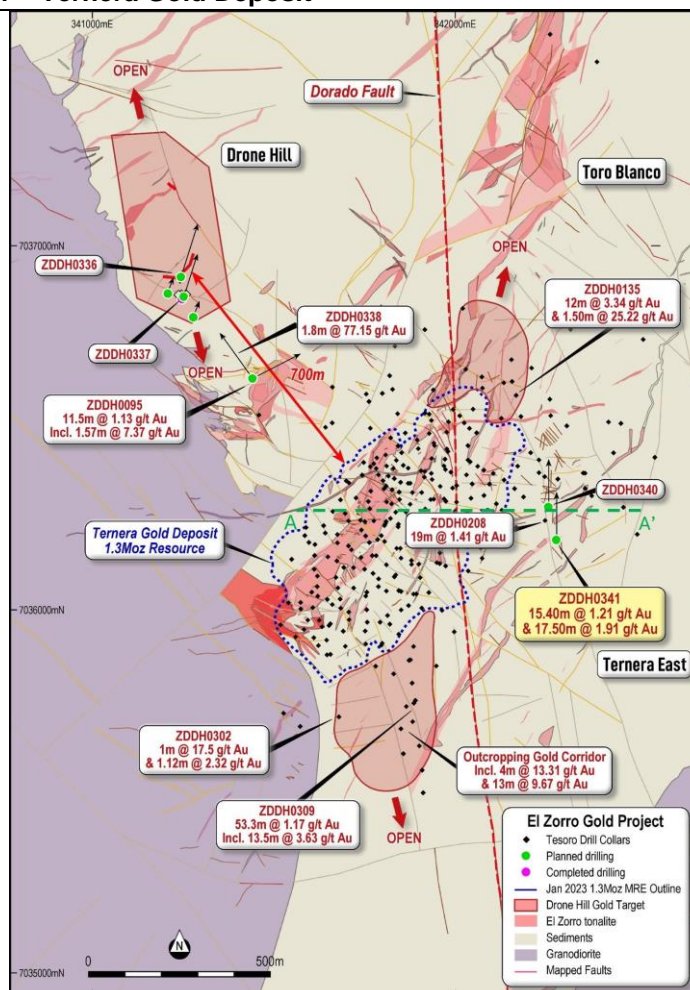 Ternera Gold Deposit
341000mE
342000mE
OPEN
Dorado Fault
Drone Hill
Toro Blanco
7037000mN
OPEN
ZDDH0336
ZDDH0135
12m @ 3.34 g/t Au
& 1.50m @ 25.22 g/t Au
ZDDH0338
1.8m @ 77.15 g/t Au
ZDDH0337
OPEN
700m
ZDDH0095
11.5m @ 1.13 g/t Au
Incl. 1.57m @ 7.37 g/t Au
ZDDH0340
A
A'
ZDDH0208
19m @ 1.41 g/t Au
Ternera Gold Deposit
1.3Moz Resource
ZDDH0341
15.40m @ 1.21 g/t Au
& 17.50m @ 1.91 g/t Au
7036000mN
Ternera East
ZDDH0302
1m @ 17.5 g/t Au
& 1.12m @ 2.32 g/t Au
Outcropping Gold Corridor
Incl. 4m @ 13.31 g/t Au
& 13m @ 9.67 g/t Au
ZDDH0309
53.3m @ 1.17 g/t Au
Incl. 13.5m @ 3.63 g/t Au
OPEN
El Zorro Gold Project
Tesoro Drill Collars
Planned drilling
Completed drilling
Jan 2023 1.3Moz MRE Outline
Drone Hill Gold Target
El Zorro tonalite
Sediments
Granodiorite
Mapped Faults
N
7035000mN
0
500m